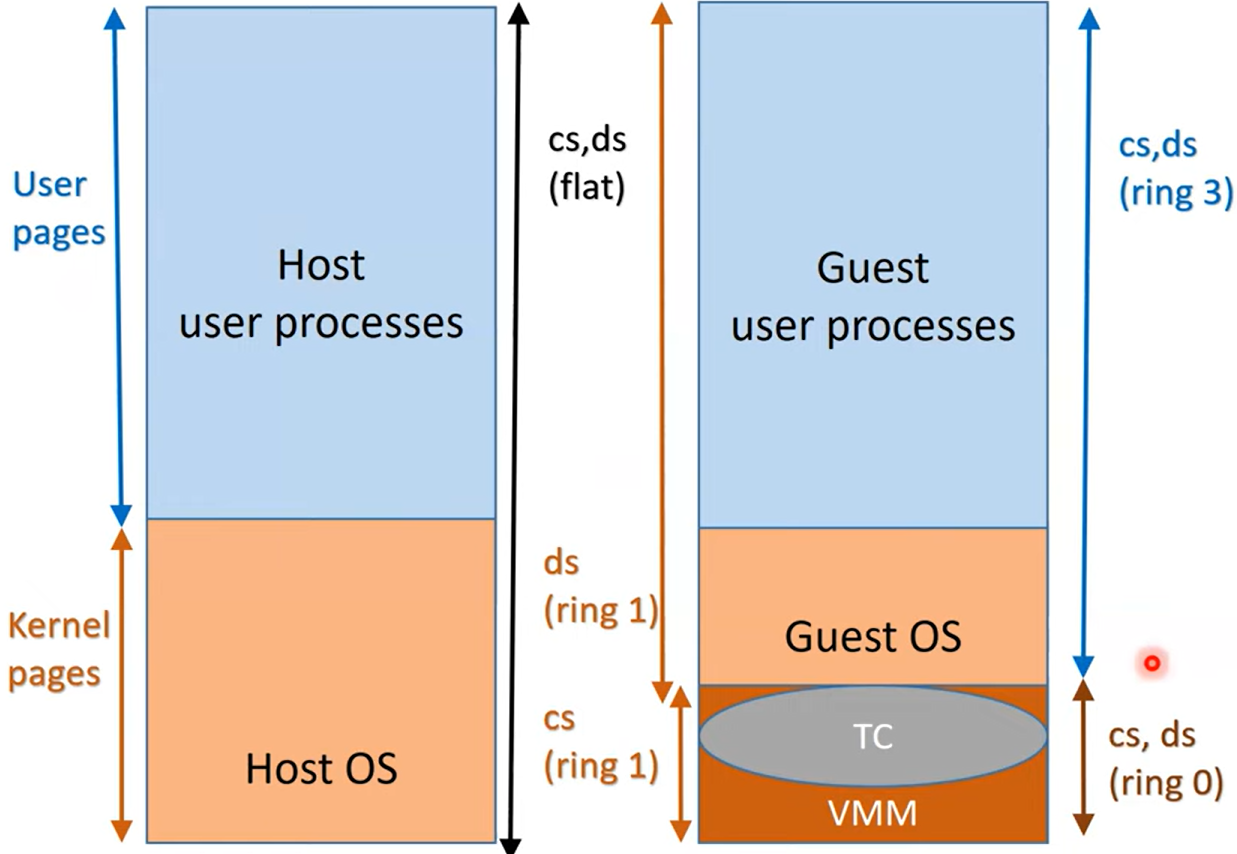 User
pages
Kernel
pages
Host
user processes
Host OS
cs,ds
(flat)
ds
(ring 1)
cs
(ring 1)
Guest
user processes
Guest OS
TC
VMM
cs,ds
(ring 3)
cs, ds
(ring 0)